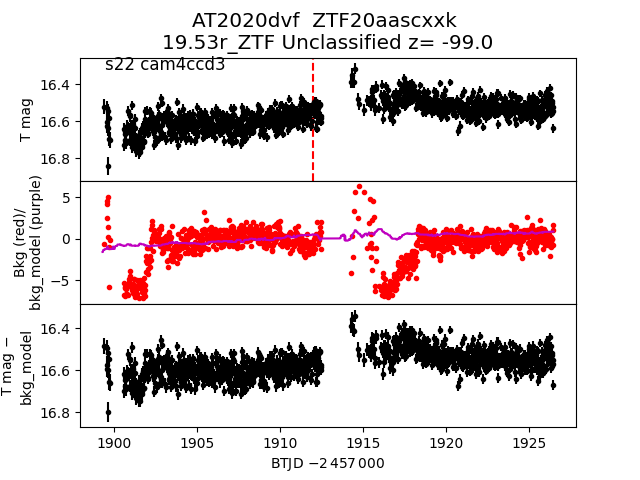 AT2020dvf  ZTF20aascxxk
19.53r_ZTF Unclassified z= -99.0
s22 cam4ccd3
T mag
16.4
16.6
16.8
Bkg (red)/
bkg_model (purple)
5
0
−5
T mag −
bkg_model
16.4
16.6
16.8
1900 1905 1910 1915 1920 1925
BTJD −2 457 000